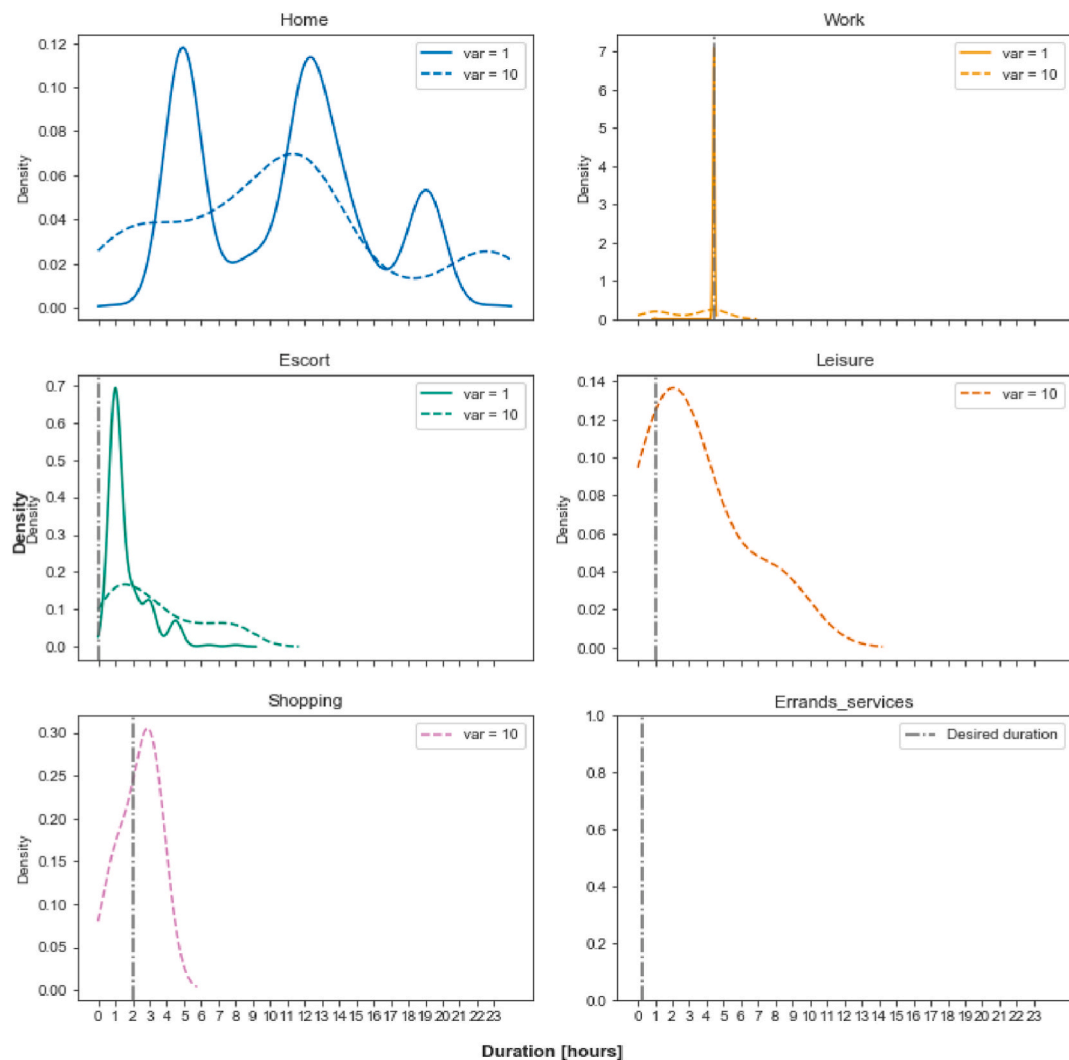 Home
Density
0.12
0.10
0.08
0.06
0.04
0.02
0.00
var = 1
var = 10
Work
Density
7
6
5
4
3
2
1
0
var = 1
var = 10
Escort
Density
Density
0.7
0.6
0.5
0.4
0.3
0.2
0.1
0.0
var = 1
var = 10
Leisure
Density
0.14
0.12
0.10
0.08
0.06
0.04
0.02
0.00
var = 10
Shopping
Density
0.30
0.25
0.20
0.15
0.10
0.05
0.00
var = 10
0 1 2 3 4 5 6 7 8 9 10 11 12 13 14 15 16 17 18 19 20 21 22 23
Errands_services
1.0
0.8
0.6
0.4
0.2
0.0
Desired duration
0 1 2 3 4 5 6 7 8 9 10 11 12 13 14 15 16 17 18 19 20 21 22 23
Duration [hours]